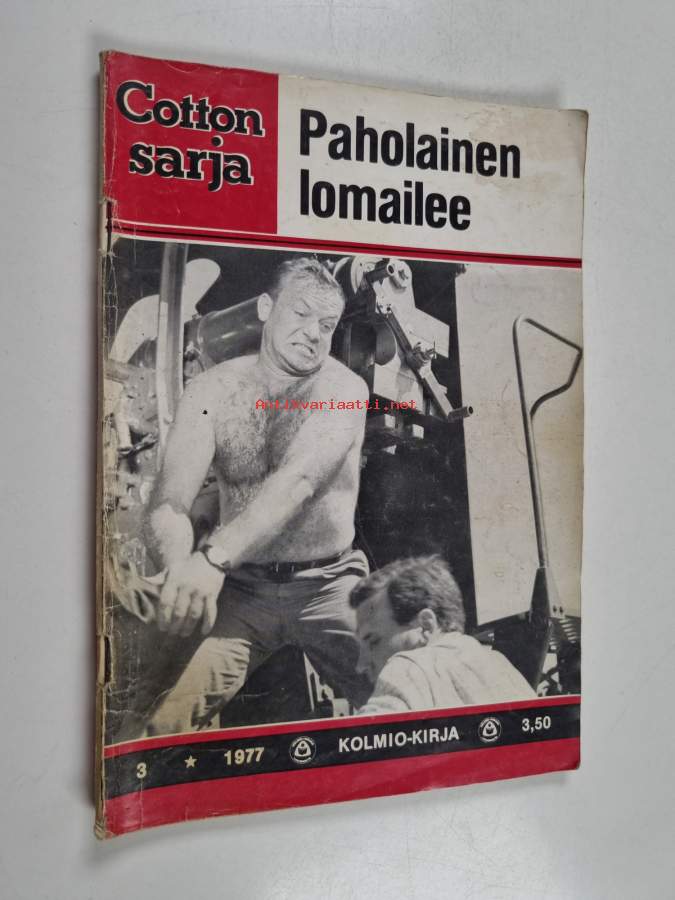 Cotton
sarja
Paholainen
lomailee
Antikvariaatti.net
3 ★ 1977 KOLMIO-KIRJA 3,50